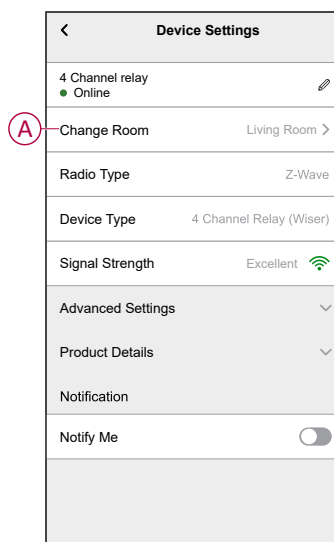 Device Settings
4 Channel relay
Online
A
Change Room Living Room
Radio Type Z-Wave
Device Type 4 Channel Relay (Wiser)
Signal Strength Excellent
Advanced Settings
Product Details
Notification
Notify Me